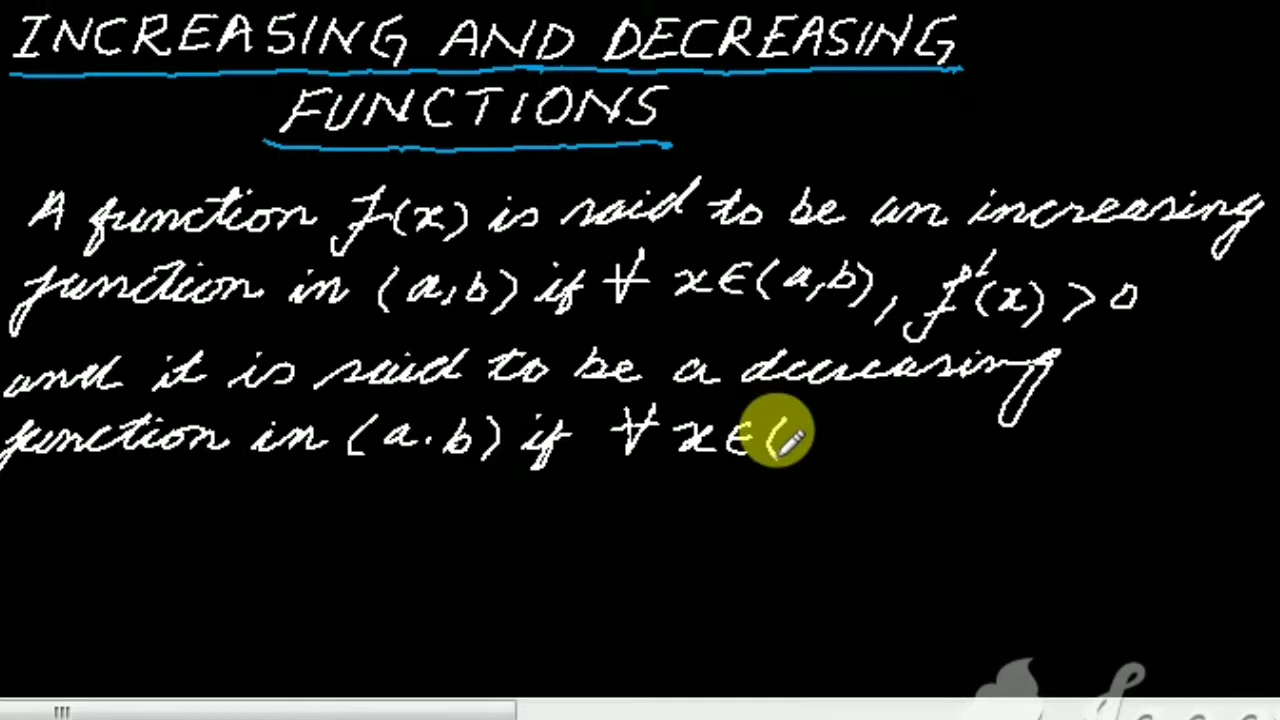 INCREASING AND DECREASING
FUNCTIONS
A function f(x) is said to be an increasing
function in (a,b) if ∀ x∈(a,b), f'(x) > 0
and it is said to be a decreasing
function in (a.b) if ∀ x∈(